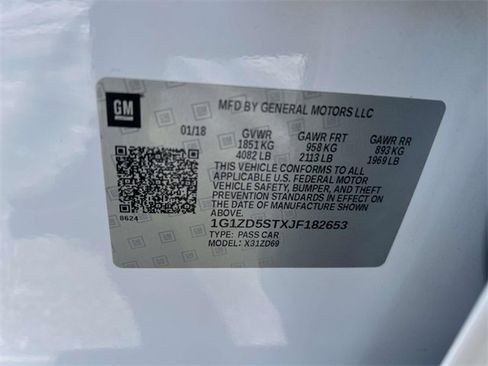 GM
MFD BY GENERAL MOTORS LLC
01/18 GVWR GAWR FRT GAWR RR
1851 KG 958 KG 893 KG
4082 LB 2113 LB 1969 LB
THIS VEHICLE CONFORMS TO ALL
APPLICABLE U.S. FEDERAL MOTOR
VEHICLE SAFETY, BUMPER, AND THEFT
PREVENTION STANDARDS IN EFFECT ON
THE DATE OF MANUFACTURE SHOWN
ABOVE.
8624
1G1ZD5STXJF182653
TYPE: PASS CAR
MODEL: X31ZD69